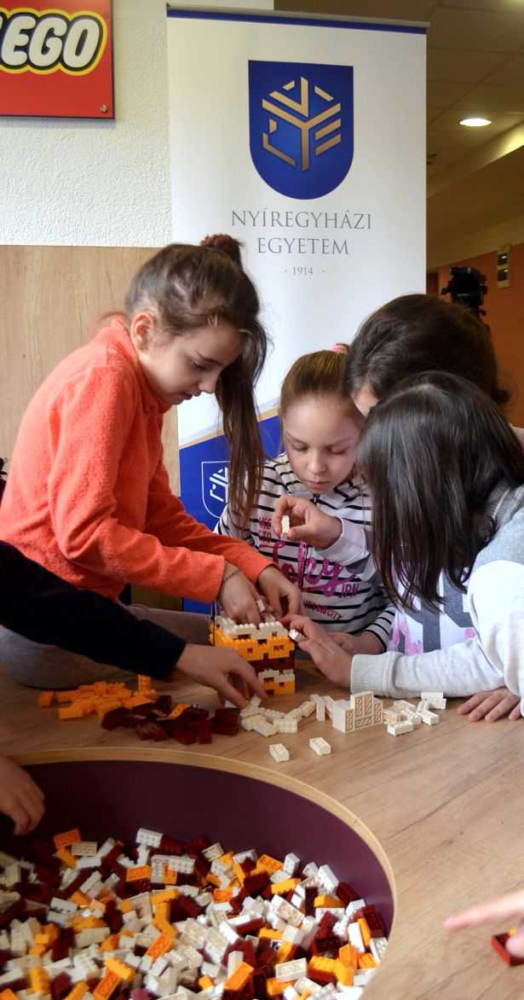 LEGO
NYÍREGYHÁZI
EGYETEM
· 1914 ·